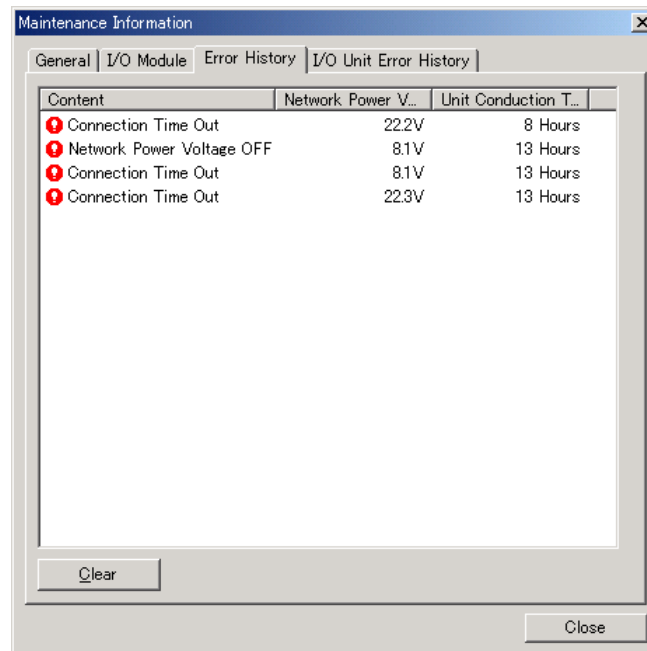 Maintenance Information
General I/O Module Error History I/O Unit Error History
Content Network Power V... Unit Conduction T...
Connection Time Out 22.2V 8 Hours
Network Power Voltage OFF 8.1V 13 Hours
Connection Time Out 8.1V 13 Hours
Connection Time Out 22.3V 13 Hours
Clear
Close